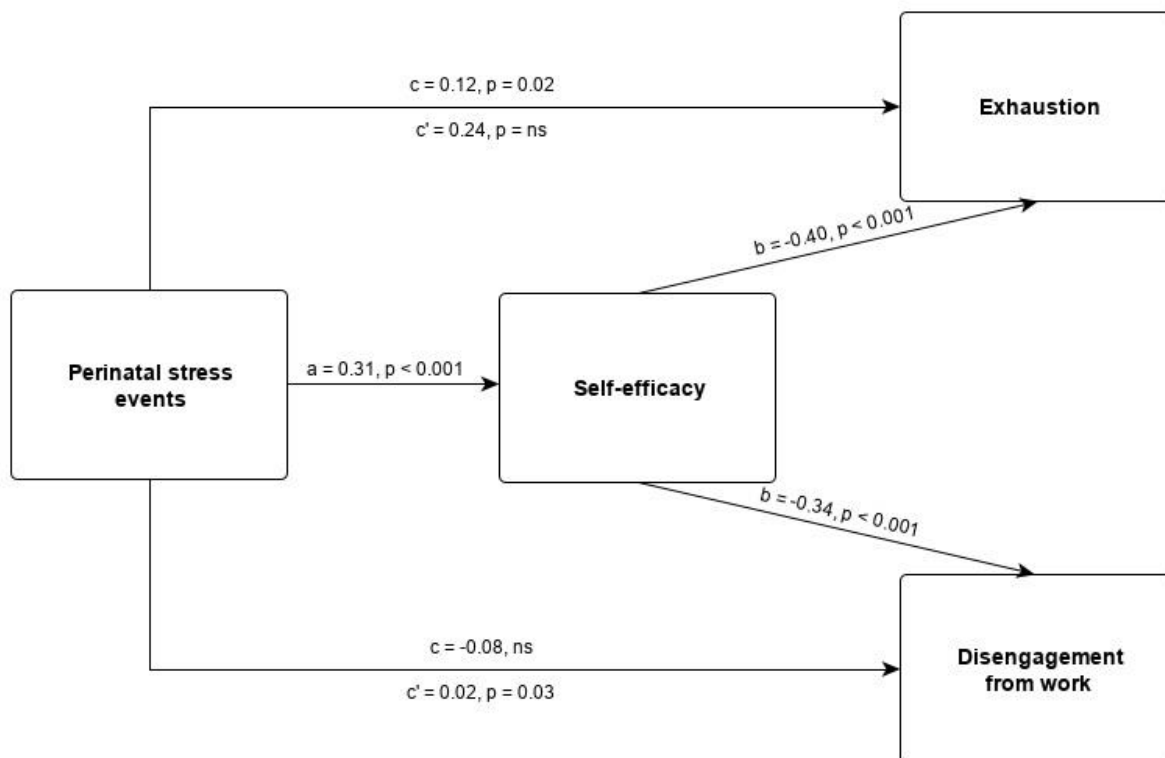 c = 0.12, p = 0.02
Exhaustion
c' = 0.24, p = ns
b = -0.40, p < 0.001
Perinatal stress
events
a = 0.31, p < 0.001
Self-efficacy
b = -0.34, p < 0.001
c = -0.08, ns
Disengagement
from work
c' = 0.02, p = 0.03